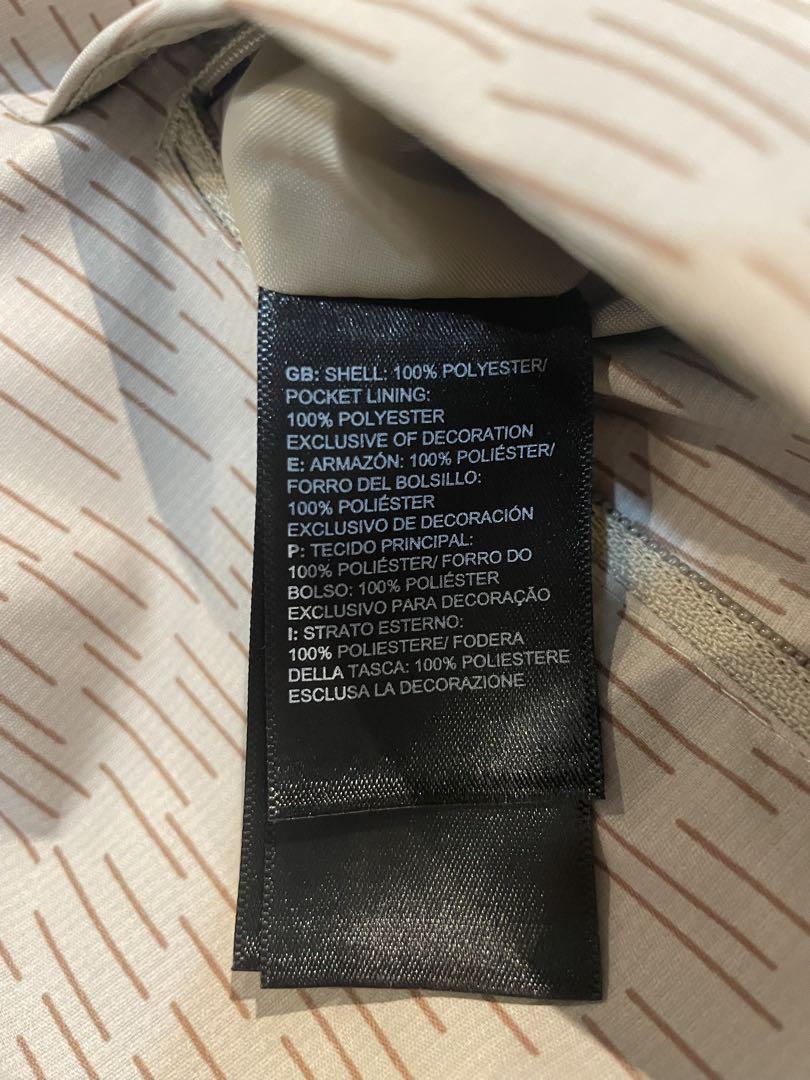 GB: SHELL: 100% POLYESTER/
POCKET LINING:
100% POLYESTER
EXCLUSIVE OF DECORATION
E: ARMAZÓN: 100% POLIÉSTER/
FORRO DEL BOLSILLO:
100% POLIÉSTER
EXCLUSIVO DE DECORACIÓN
P: TECIDO PRINCIPAL:
100% POLIÉSTER/ FORRO DO
BOLSO: 100% POLIÉSTER
EXCLUSIVO PARA DECORAÇÃO
I: STRATO ESTERNO:
100% POLIESTERE/ FODERA
DELLA TASCA: 100% POLIESTERE
ESCLUSA LA DECORAZIONE